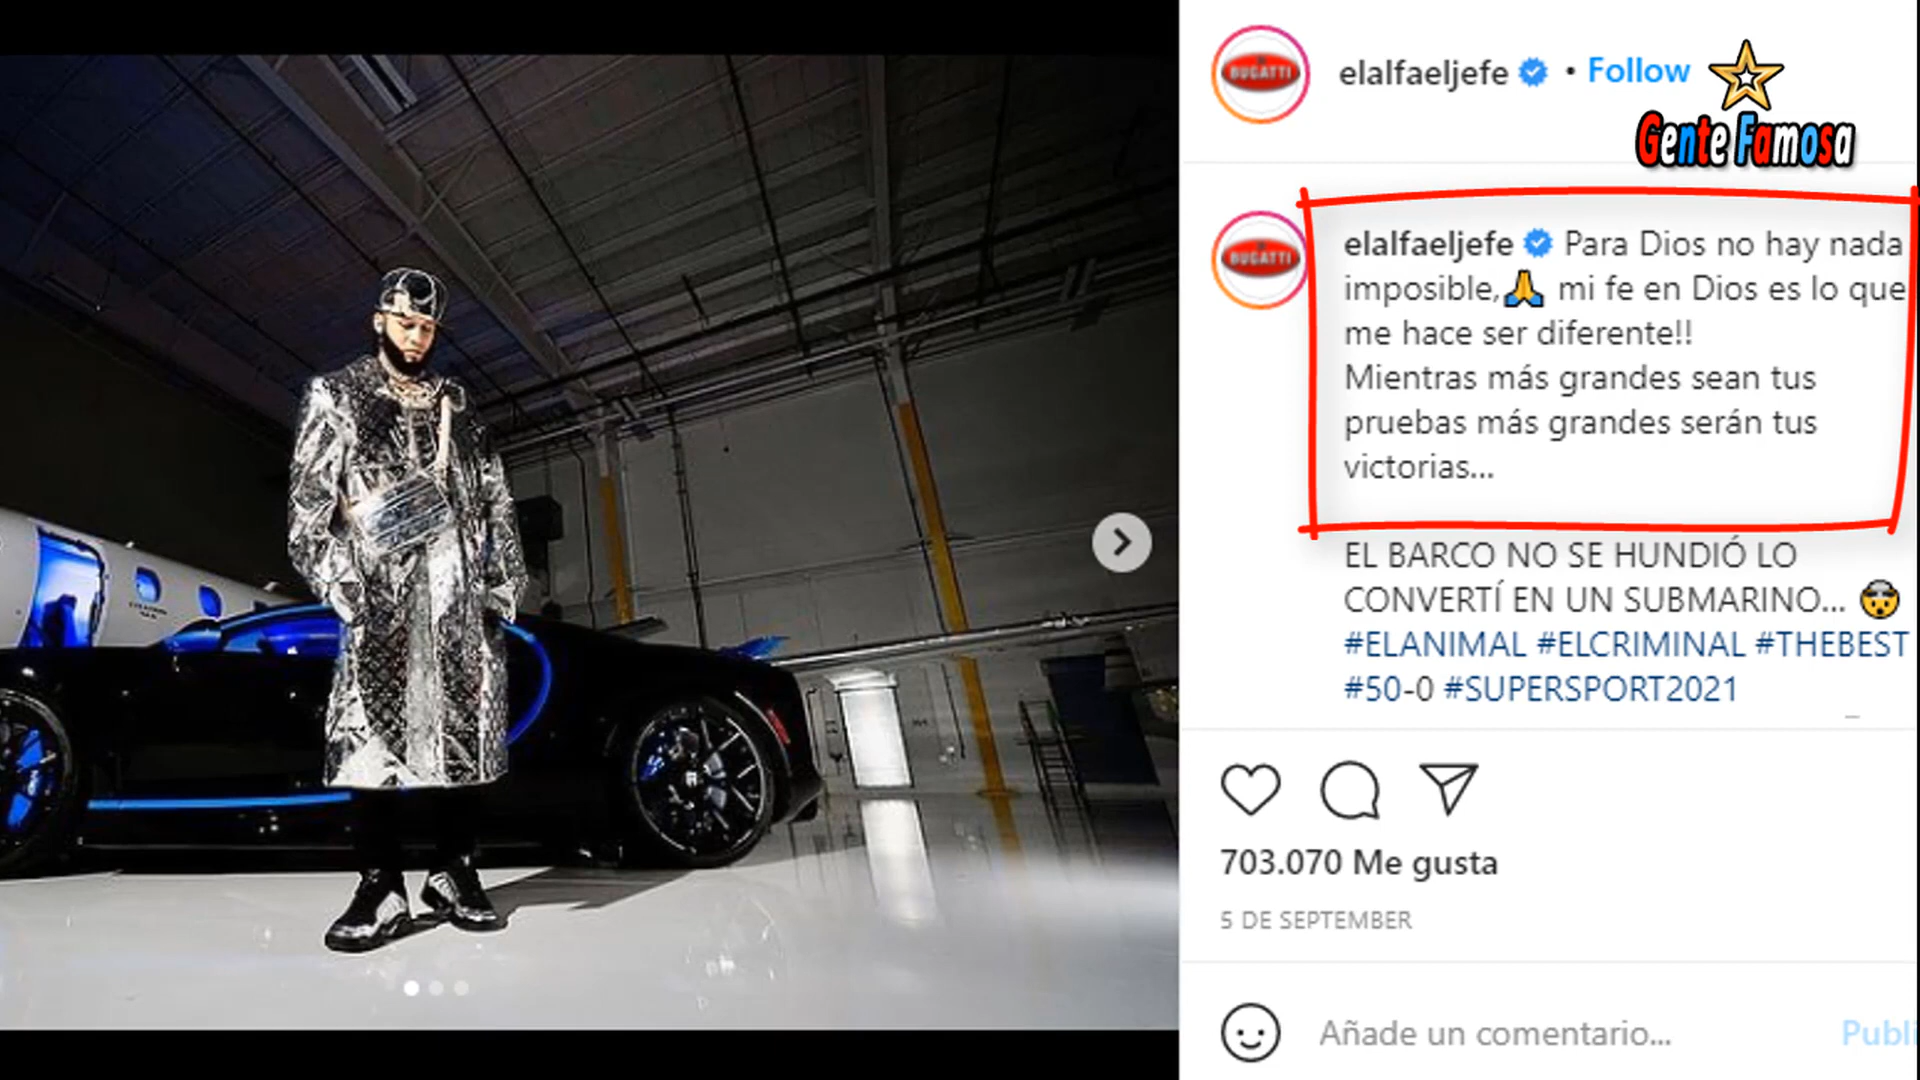 BUGATTI
elalfaeljefe • Follow
Gente Famosa
BUGATTI
elalfaeljefe Para Dios no hay nada
imposible,🙏 mi fe en Dios es lo que
me hace ser diferente!!
Mientras más grandes sean tus
pruebas más grandes serán tus
victorias...
EL BARCO NO SE HUNDIÓ LO
CONVERTÍ EN UN SUBMARINO... 🤯
#ELANIMAL #ELCRIMINAL #THEBEST
#50-0 #SUPERSPORT2021
703.070 Me gusta
5 DE SEPTEMBER
Añade un comentario... Publi